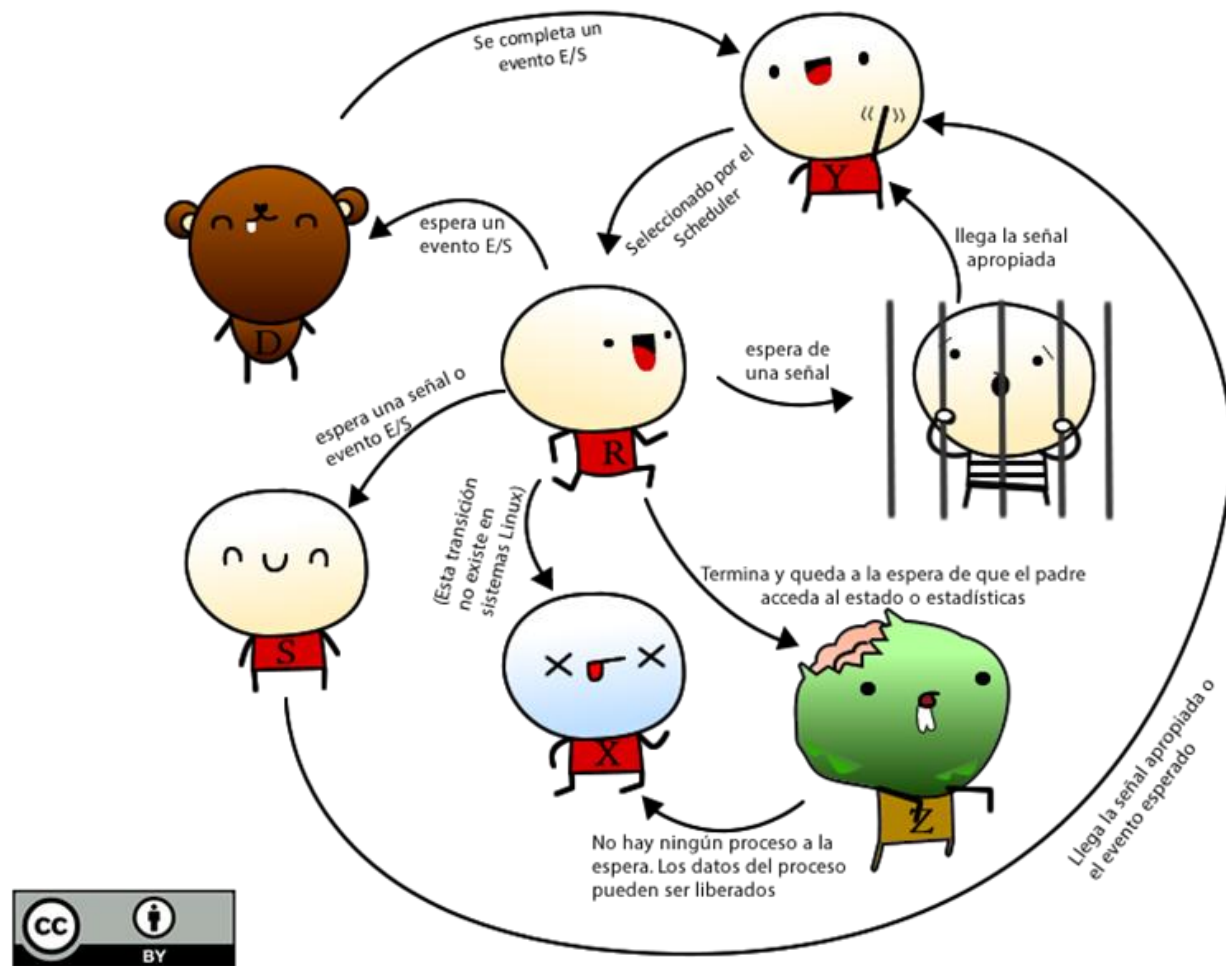 Se completa un
evento E/S
Y
Seleccionado por el
Scheduler
espera un
evento E/S
llega la señal
apropiada
D
espera de
una señal
espera una señal o
evento E/S
R
(Esta transición
no existe en
sistemas Linux)
Termina y queda a la espera de que el padre
acceda al estado o estadísticas
S
X
Z
Llega la señal apropiada o
el evento esperado
No hay ningún proceso a la
espera. Los datos del proceso
pueden ser liberados
CC
BY